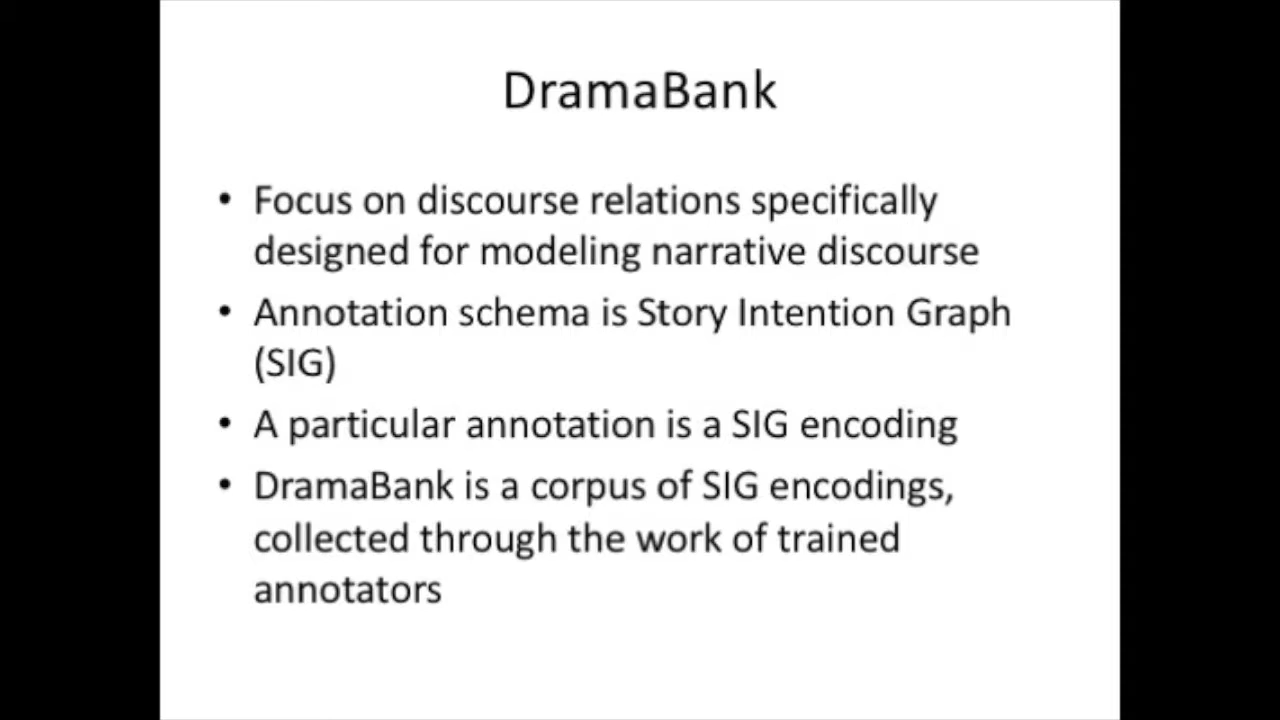 DramaBank
• Focus on discourse relations specifically
designed for modeling narrative discourse
• Annotation schema is Story Intention Graph
(SIG)
• A particular annotation is a SIG encoding
• DramaBank is a corpus of SIG encodings,
collected through the work of trained
annotators